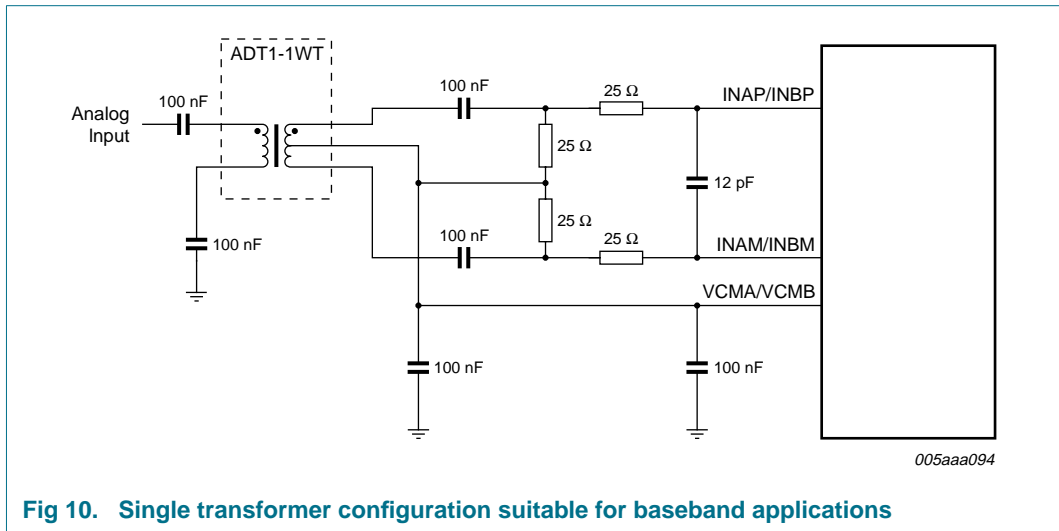 ADT1-1WT
Analog
Input
100 nF
100 nF
100 nF
25 Ω
INAP/INBP
25 Ω
12 pF
25 Ω
100 nF
25 Ω
INAM/INBM
VCMA/VCMB
100 nF
100 nF
005aaa094
Fig 10. Single transformer configuration suitable for baseband applications